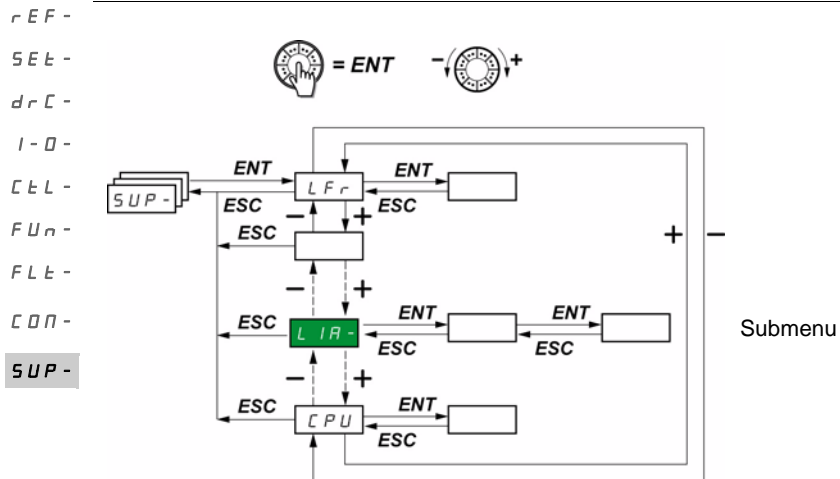 rEF-
SEt-
drC-
I-O-
CtL-
FUn-
FLt-
COM-
SUP-
= ENT
- +
SUP-
ENT
ESC
LFr
ENT
ESC
- +
ESC
+ -
- +
ESC
LIA-
ENT
ESC
ENT
ESC
Submenu
- +
ESC
CPU
ENT
ESC